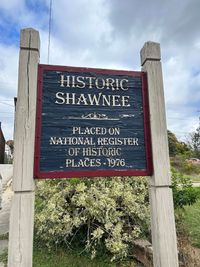 HISTORIC
SHAWNEE
PLACED ON
NATIONAL REGISTER
OF HISTORIC
PLACES - 1976